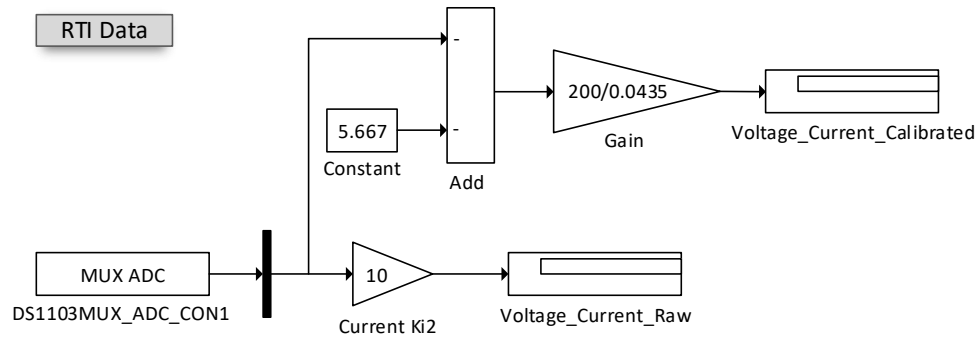 RTI Data
-
200/0.0435
5.667
-
Voltage_Current_Calibrated
Gain
Constant
Add
MUX ADC
10
DS1103MUX_ADC_CON1
Voltage_Current_Raw
Current Ki2